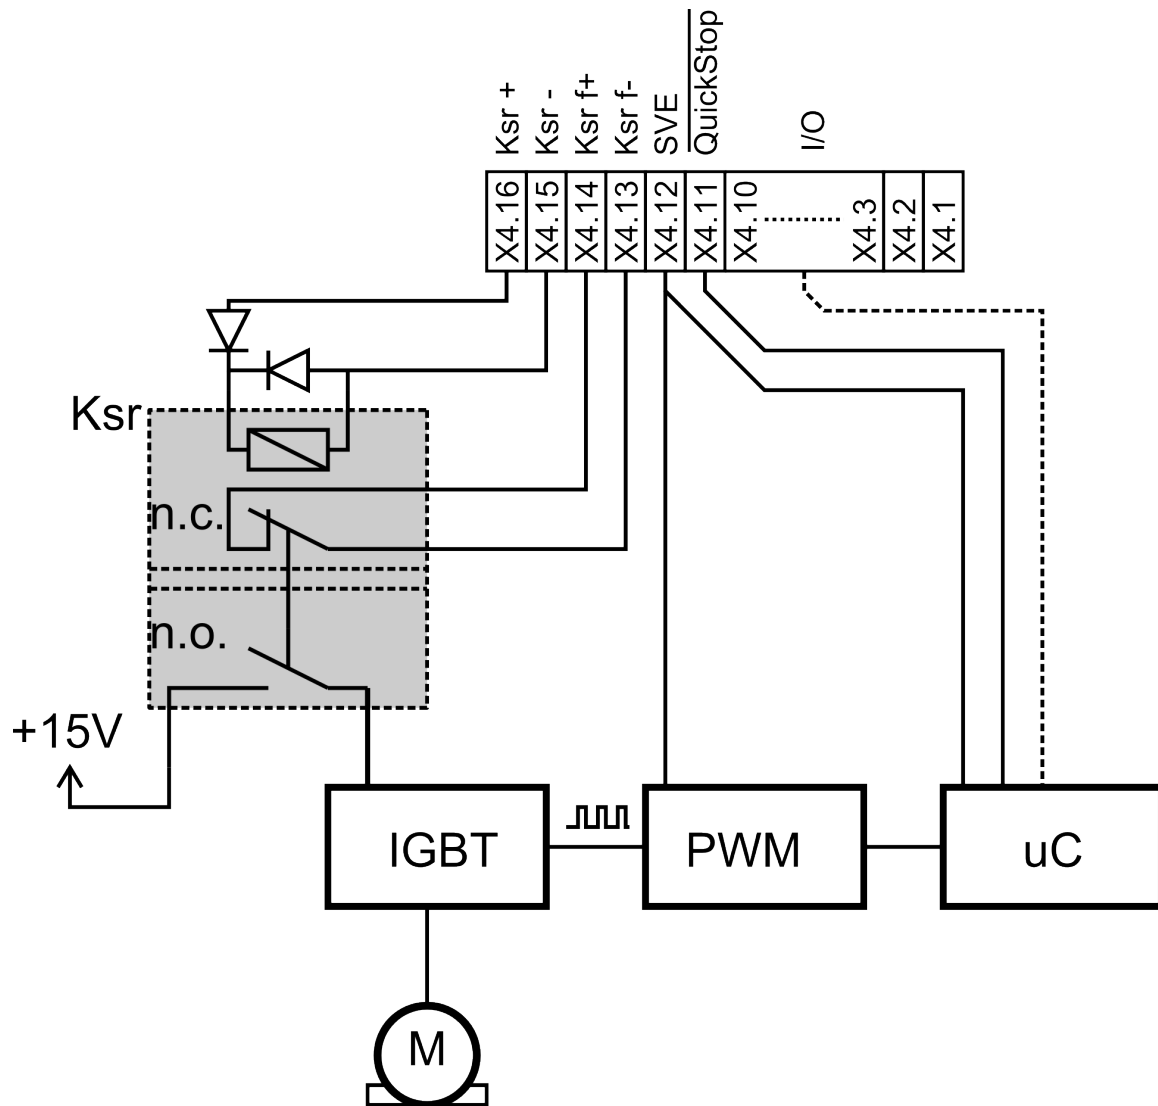 Ksr +
Ksr -
Ksr f+
Ksr f-
SVE
QuickStop
I/O
X4.16
X4.15
X4.14
X4.13
X4.12
X4.11
X4.10
X4.3
X4.2
X4.1
Ksr
n.c.
n.o.
+15V
IGBT
PWM
uC
M